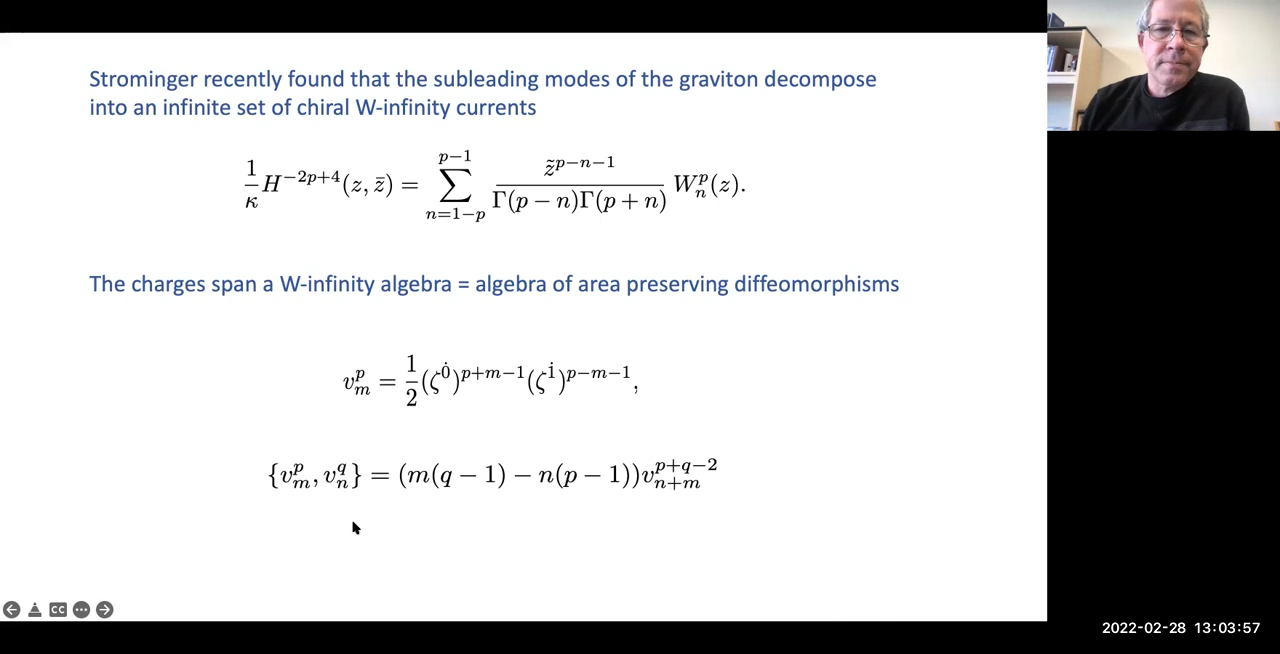 Strominger recently found that the subleading modes of the graviton decompose
into an infinite set of chiral W-infinity currents
$\frac{1}{\kappa} H^{-2p+4}(z, \bar{z}) = \sum_{n=1-p}^{p-1} \frac{\bar{z}^{p-n-1}}{\Gamma(p-n)\Gamma(p+n)} W_n^p(z).$
The charges span a W-infinity algebra = algebra of area preserving diffeomorphisms
$v_m^p = \frac{1}{2} (\zeta^{\dot{0}})^{p+m-1} (\zeta^{\dot{1}})^{p-m-1},$
$\{v_m^p, v_n^q\} = (m(q-1) - n(p-1)) v_{n+m}^{p+q-2}$
CC
2022-02-28 13:03:57